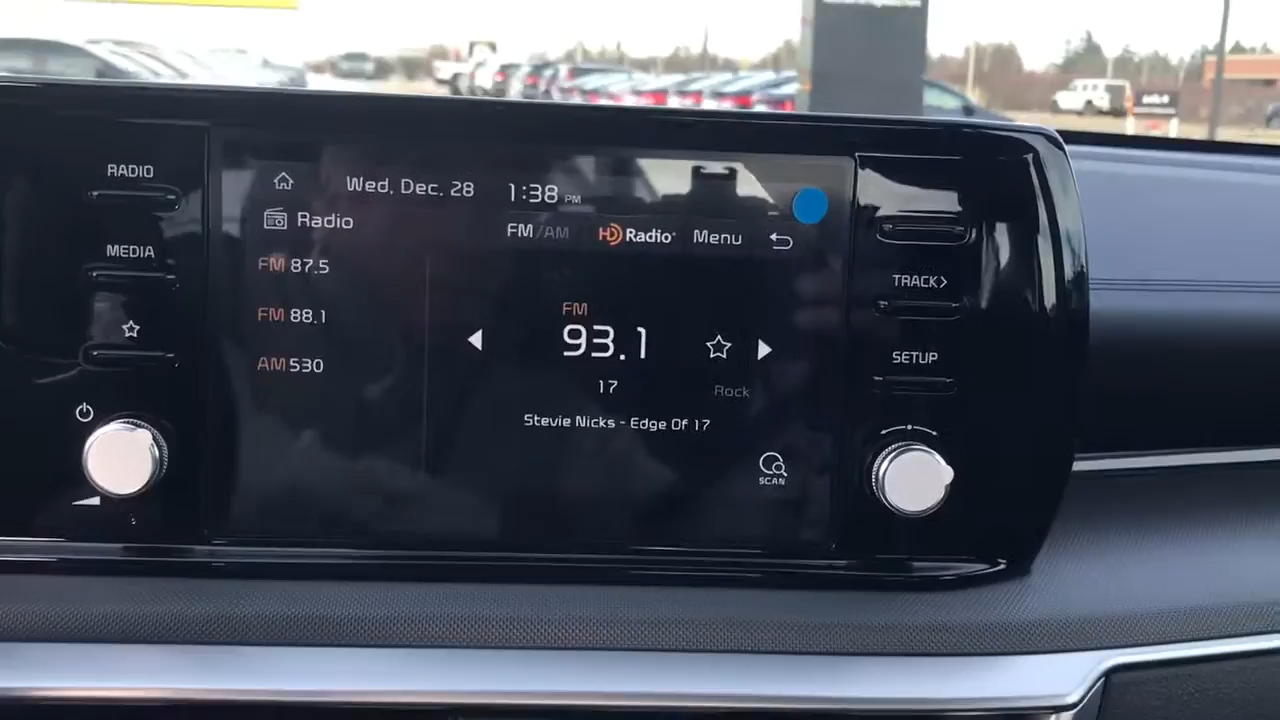 RADIO
MEDIA
Wed, Dec. 28 1:38 PM
Radio
FM/AM HD Radio Menu
FM 87.5
FM 88.1
AM 530
FM
93.1
17
Rock
Stevie Nicks - Edge Of 17
SCAN
TRACK>
SETUP